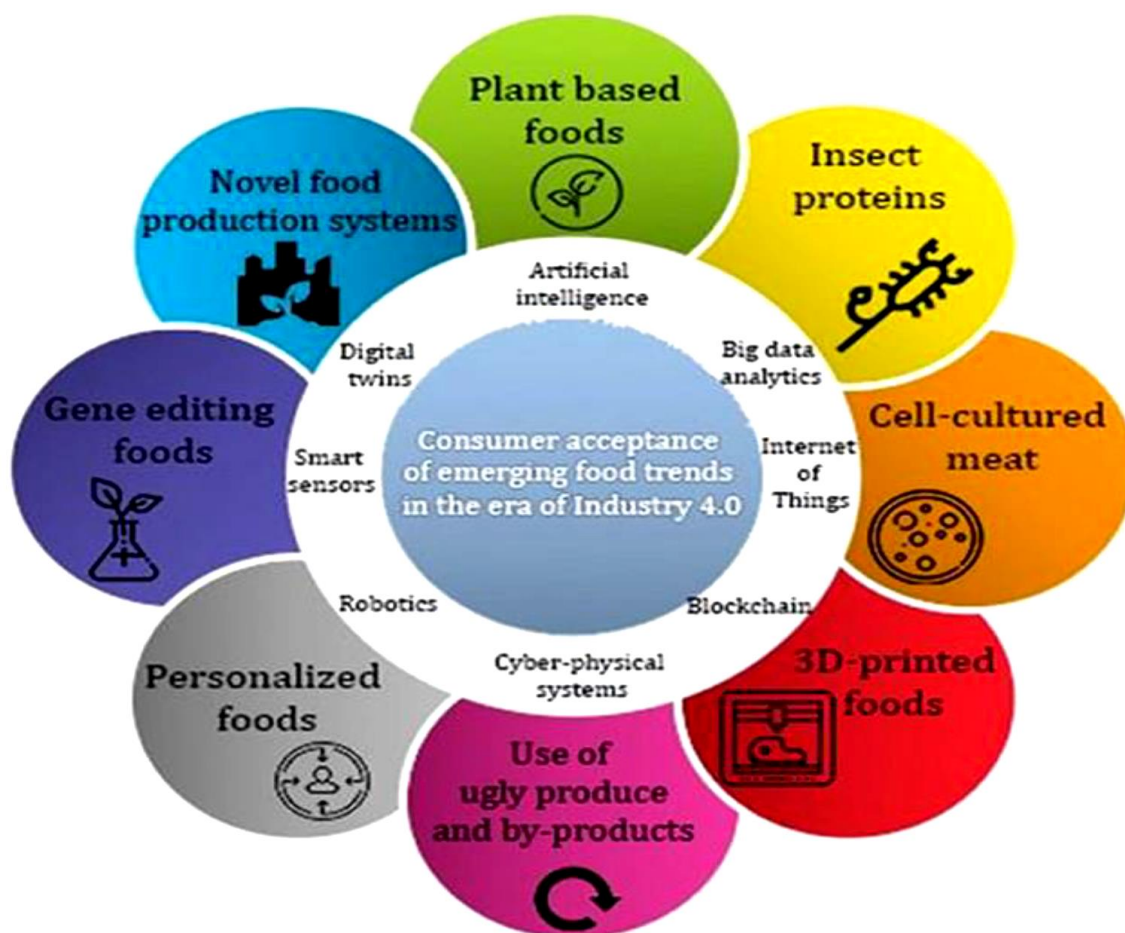 Plant based
foods
Insect
proteins
Cell-cultured
meat
3D-printed
foods
Use of
ugly produce
and by-products
Personalized
foods
Gene editing
foods
Novel food
production systems
Artificial
intelligence
Big data
analytics
Internet
of
Things
Blockchain
Cyber-physical
systems
Robotics
Smart
sensors
Digital
twins
Consumer acceptance
of emerging food trends
in the era of Industry 4.0